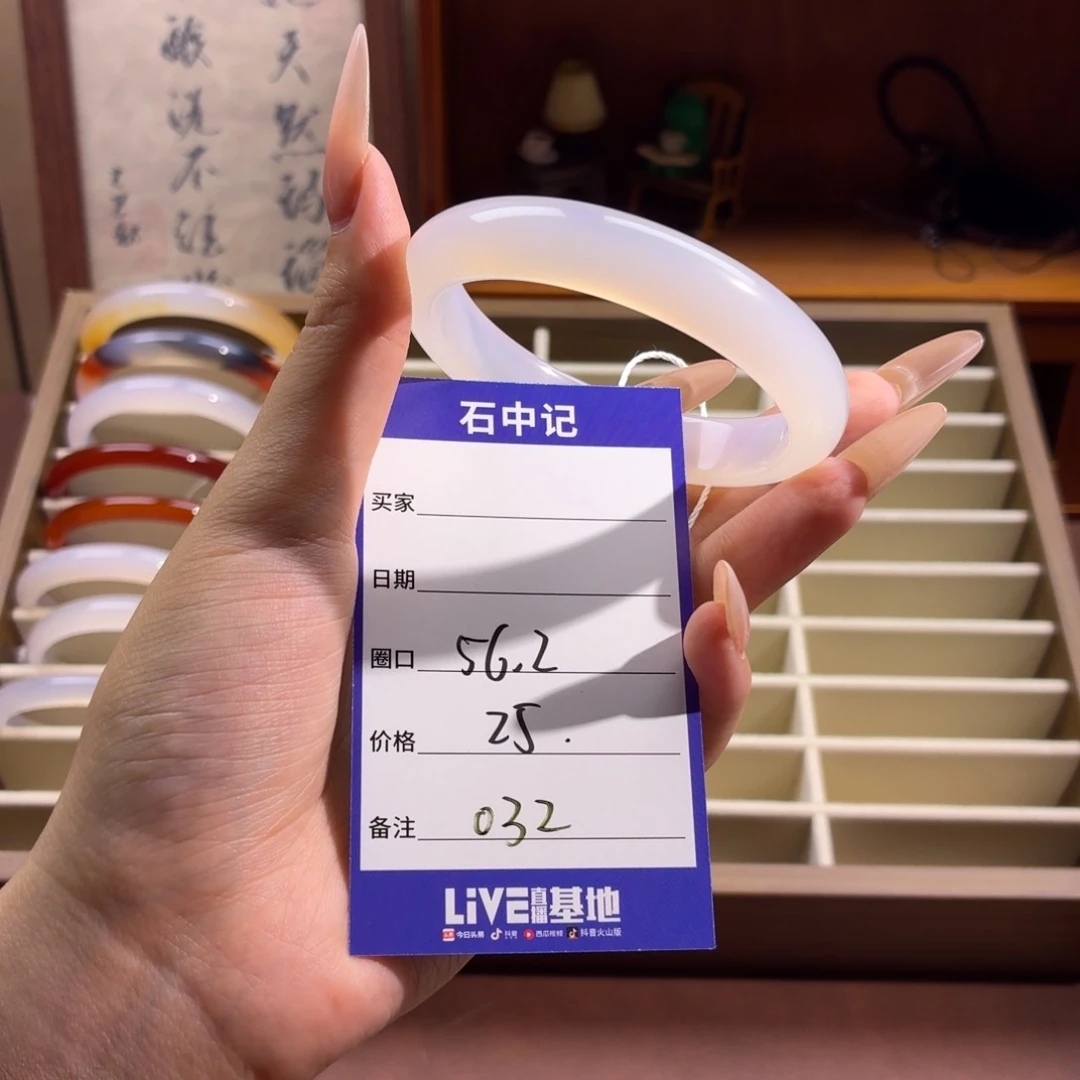 石中记
买家
日期
圈口 56.2
价格 25.
备注 032
LiVE直播基地
今日头条 抖音 西瓜视频 抖音火山版